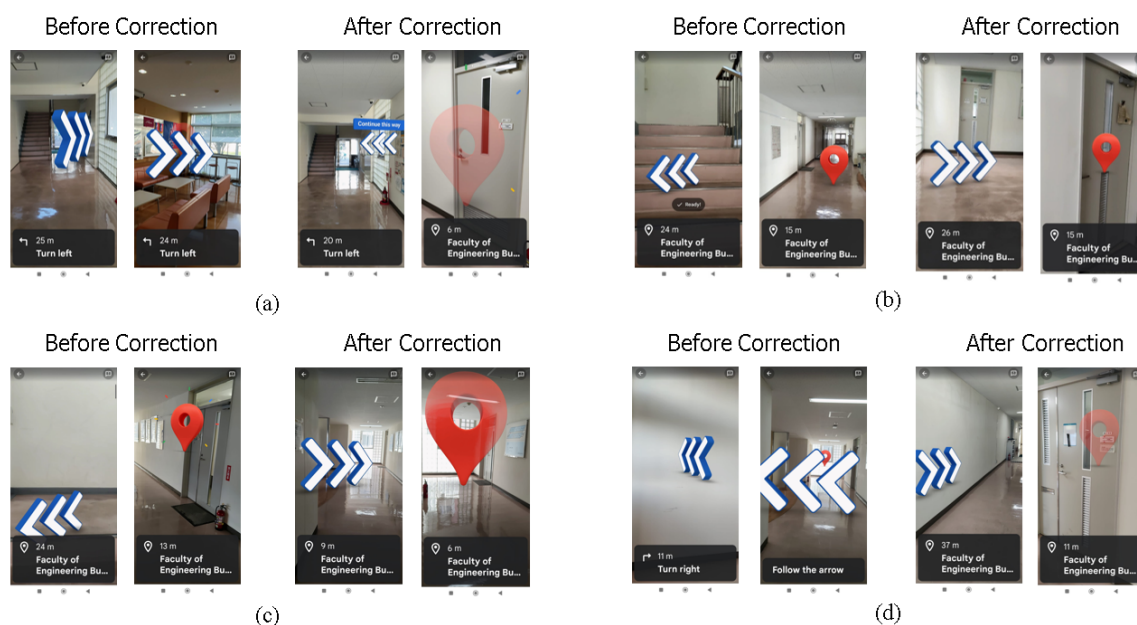 Before Correction
After Correction
25 m
Turn left
24 m
Turn left
Continue this way
20 m
Turn left
6 m
Faculty of
Engineering Bu...
(a)
Before Correction
After Correction
Ready!
24 m
Faculty of
Engineering Bu...
15 m
Faculty of
Engineering Bu...
26 m
Faculty of
Engineering Bu...
15 m
Faculty of
Engineering Bu...
(b)
Before Correction
After Correction
24 m
Faculty of
Engineering Bu...
13 m
Faculty of
Engineering Bu...
9 m
Faculty of
Engineering Bu...
6 m
Faculty of
Engineering Bu...
(c)
Before Correction
After Correction
11 m
Turn right
Follow the arrow
37 m
Faculty of
Engineering Bu...
11 m
Faculty of
Engineering Bu...
(d)